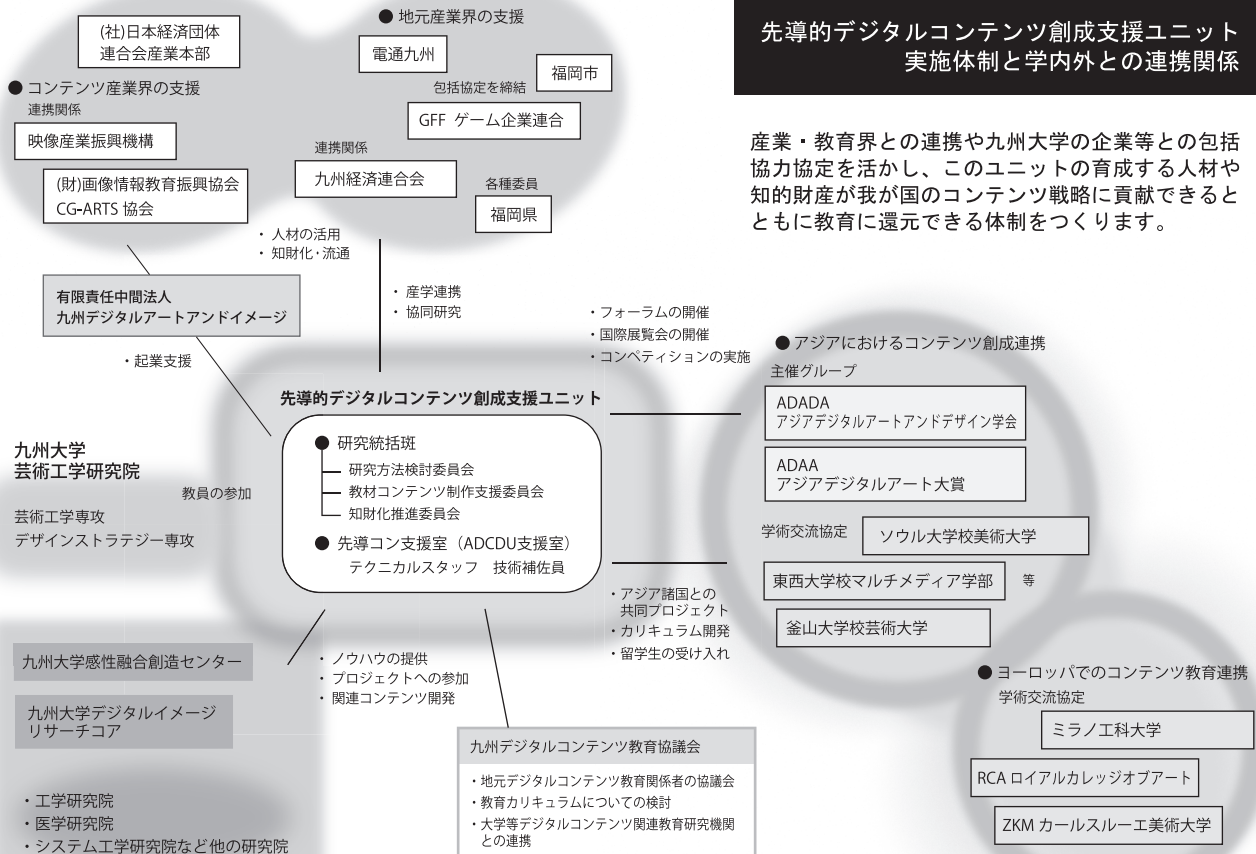 先導的デジタルコンテンツ創成支援ユニット
実施体制と学内外との連携関係
産業・教育界との連携や九州大学の企業等との包括
協力協定を活かし、このユニットの育成する人材や
知的財産が我が国のコンテンツ戦略に貢献できると
ともに教育に還元できる体制をつくります。
(社)日本経済団体
連合会産業本部
● コンテンツ産業界の支援
連携関係
映像産業振興機構
(財)画像情報教育振興協会
CG-ARTS 協会
● 地元産業界の支援
電通九州
福岡市
包括協定を締結
GFF ゲーム企業連合
連携関係
九州経済連合会
各種委員
福岡県
・ 人材の活用
・ 知財化・流通
有限責任中間法人
九州デジタルアートアンドイメージ
・起業支援
・ 産学連携
・ 協同研究
・フォーラムの開催
・国際展覧会の開催
・コンペティションの実施
先導的デジタルコンテンツ創成支援ユニット
● 研究統括斑
研究方法検討委員会
教材コンテンツ制作支援委員会
知財化推進委員会
● 先導コン支援室（ADCDU支援室）
テクニカルスタッフ 技術補佐員
九州大学
芸術工学研究院
教員の参加
芸術工学専攻
デザインストラテジー専攻
● アジアにおけるコンテンツ創成連携
主催グループ
ADADA
アジアデジタルアートアンドデザイン学会
ADAA
アジアデジタルアート大賞
学術交流協定
ソウル大学校美術大学
東西大学校マルチメディア学部
等
釜山大学校芸術大学
・アジア諸国との
共同プロジェクト
・カリキュラム開発
・留学生の受け入れ
九州大学感性融合創造センター
九州大学デジタルイメージ
リサーチコア
・工学研究院
・医学研究院
・システム工学研究院など他の研究院
・ ノウハウの提供
・ プロジェクトへの参加
・ 関連コンテンツ開発
九州デジタルコンテンツ教育協議会
・地元デジタルコンテンツ教育関係者の協議会
・教育カリキュラムについての検討
・大学等デジタルコンテンツ関連教育研究機関
との連携
● ヨーロッパでのコンテンツ教育連携
学術交流協定
ミラノ工科大学
RCA ロイアルカレッジオブアート
ZKM カールスルーエ美術大学